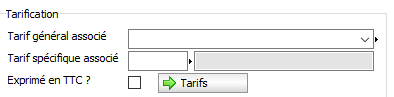 Tarification
Tarif général associé
Tarif spécifique associé
Exprimé en TTC ? Tarifs